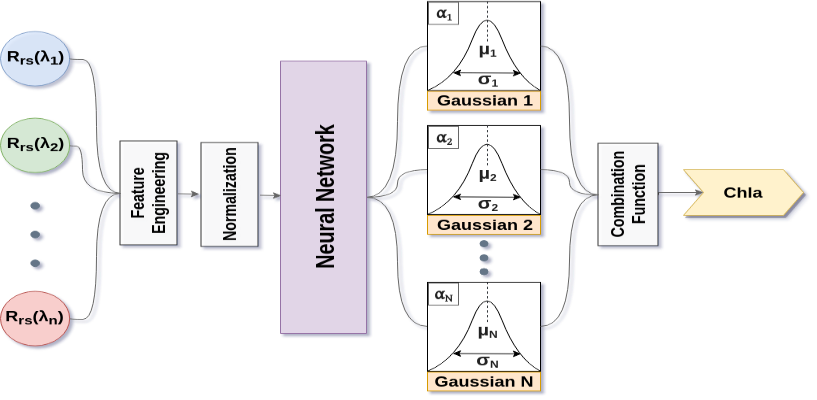 Rrs(λ1)
Rrs(λ2)
Rrs(λn)
Feature
Engineering
Normalization
Neural Network
α1
μ1
σ1
Gaussian 1
α2
μ2
σ2
Gaussian 2
αN
μN
σN
Gaussian N
Combination
Function
Chla